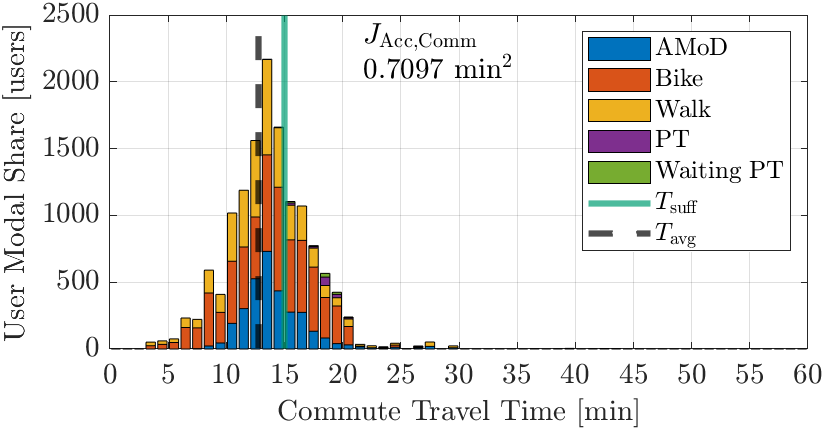 2500
2000
1500
1000
500
0
User Modal Share [users]
J_Acc,Comm
0.7097 min²
AMoD
Bike
Walk
PT
Waiting PT
T_suff
T_avg
0 5 10 15 20 25 30 35 40 45 50 55 60
Commute Travel Time [min]